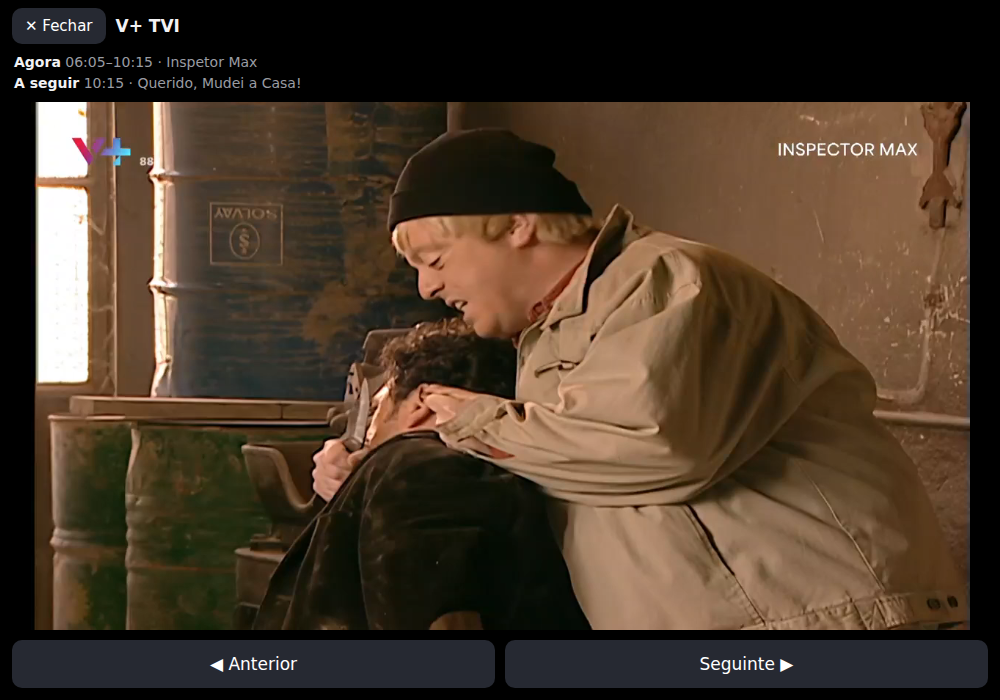 ✕ Fechar V+ TVI
Agora 06:05–10:15 · Inspetor Max
A seguir 10:15 · Querido, Mudei a Casa!
V+
88
INSPECTOR MAX
SOLVAY
S
◀ Anterior
Seguinte ▶